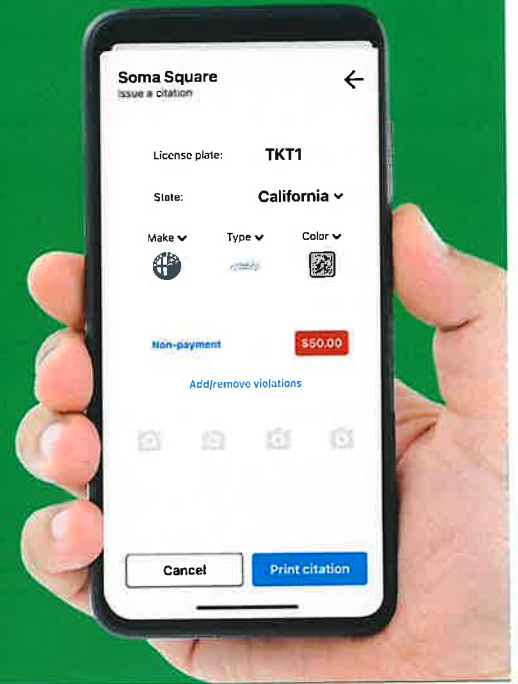 Soma Square
Issue a citation
License plate: TKT1
State: California
Make Type Color
Non-payment $50.00
Add/remove violations
Cancel Print citation